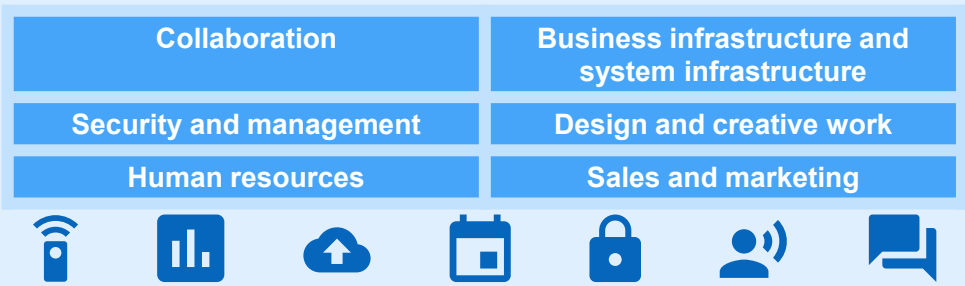 Collaboration
Business infrastructure and
system infrastructure
Security and management
Design and creative work
Human resources
Sales and marketing